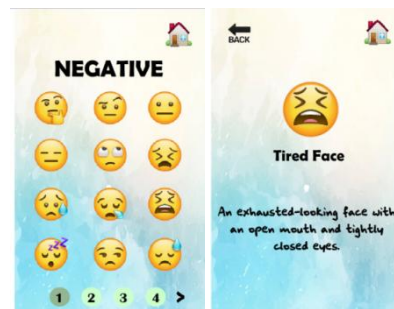 NEGATIVE
1 2 3 4 >
BACK
Tired Face
An exhausted-looking face with
an open mouth and tightly
closed eyes.